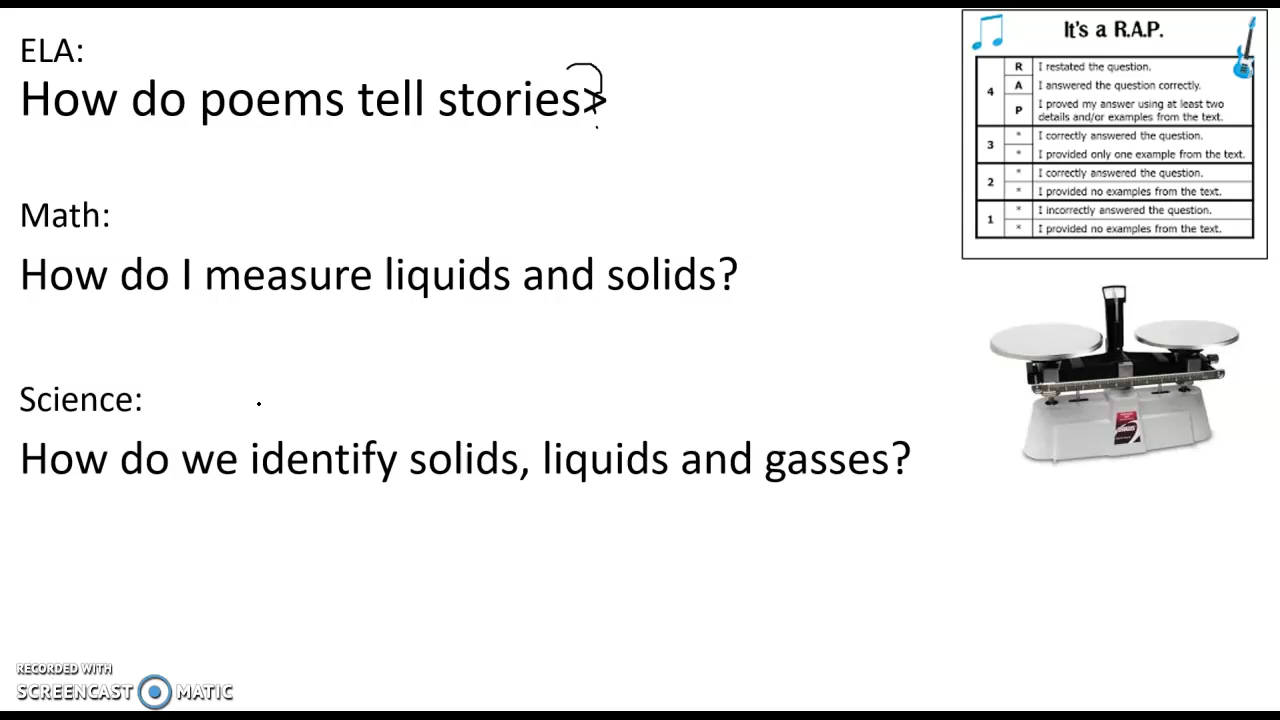 ELA:
How do poems tell stories>?
Math:
How do I measure liquids and solids?
Science:
How do we identify solids, liquids and gasses?
It's a R.A.P.
4
R I restated the question.
A I answered the question correctly.
P I proved my answer using at least two
details and/or examples from the text.
3
* I correctly answered the question.
* I provided only one example from the text.
2
* I correctly answered the question.
* I provided no examples from the text.
1
* I incorrectly answered the question.
* I provided no examples from the text.
RECORDED WITH
SCREENCAST MATIC